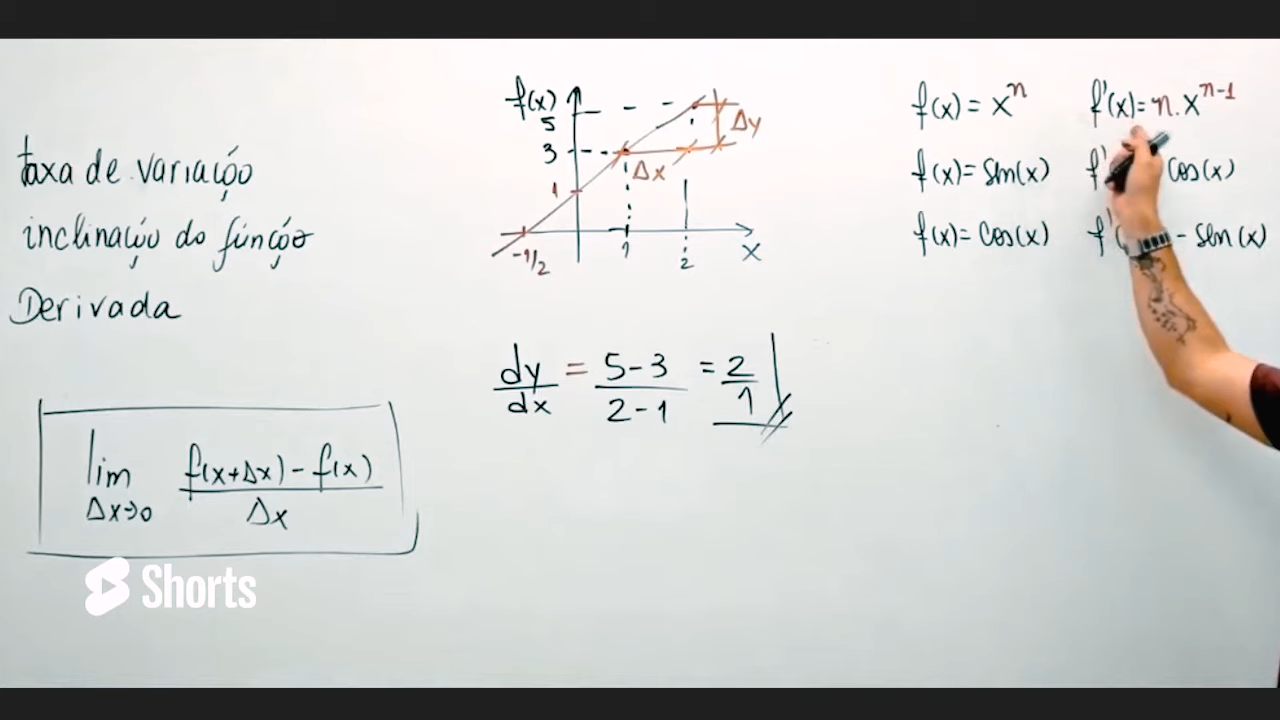 taxa de variação
inclinação da função
Derivada
lim f(x+Δx) - f(x)
Δx→0 Δx
Shorts
f(x)
5
3
1
-1/2
1
2
x
Δx
Δy
dy = 5-3 = 2
dx 2-1 1
f(x) = x^n f'(x) = n.x^n-1
f(x) = sen(x) f' cos(x)
f(x) = cos(x) f'( - sen(x)